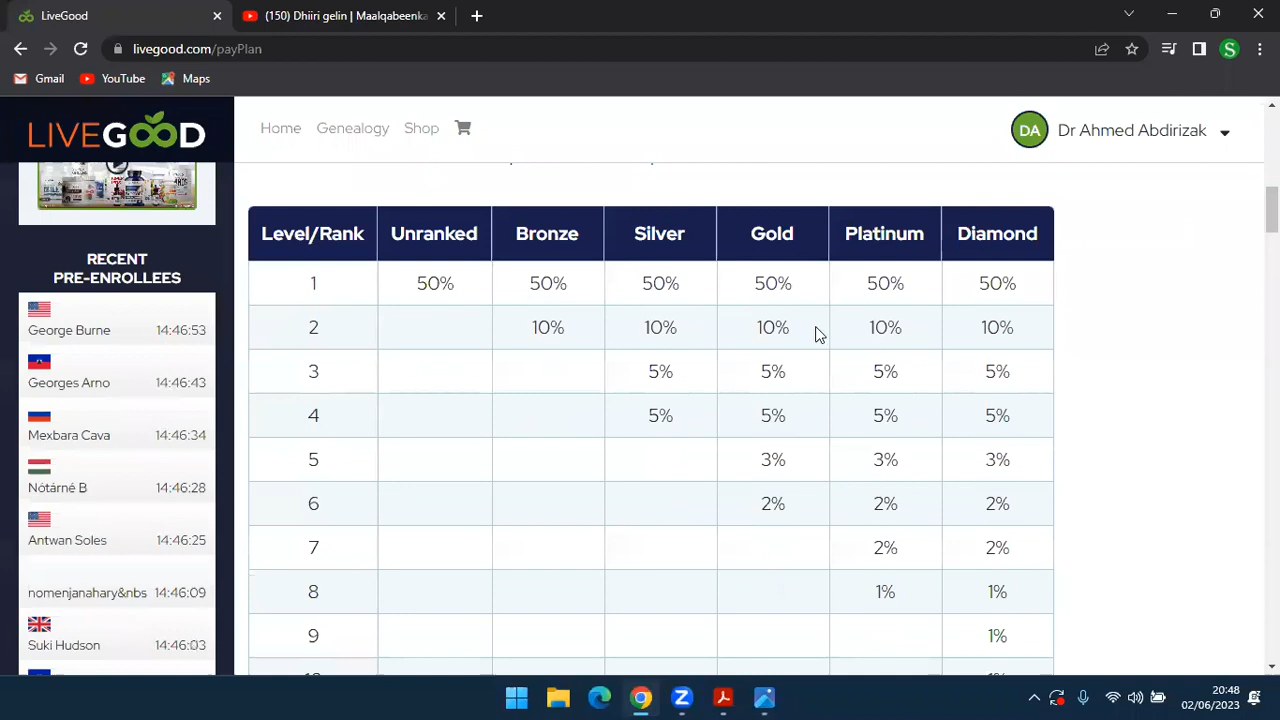 LiveGood
(150) Dhiiri gelin | Maalqabeenka
livegood.com/payPlan
S
Gmail
YouTube
Maps
LIVEGOOD
Home
Genealogy
Shop
DA
Dr Ahmed Abdirizak
RECENT
PRE-ENROLLEES
George Burne 14:46:53
Georges Arno 14:46:43
Mexbara Cava 14:46:34
Nótárné B 14:46:28
Antwan Soles 14:46:25
nomenjanahary&nbs 14:46:09
Suki Hudson 14:46:03
Level/Rank Unranked Bronze Silver Gold Platinum Diamond
1 50% 50% 50% 50% 50% 50%
2 10% 10% 10% 10% 10%
3 5% 5% 5% 5%
4 5% 5% 5% 5%
5 3% 3% 3%
6 2% 2% 2%
7 2% 2%
8 1% 1%
9 1%
20:48
02/06/2023